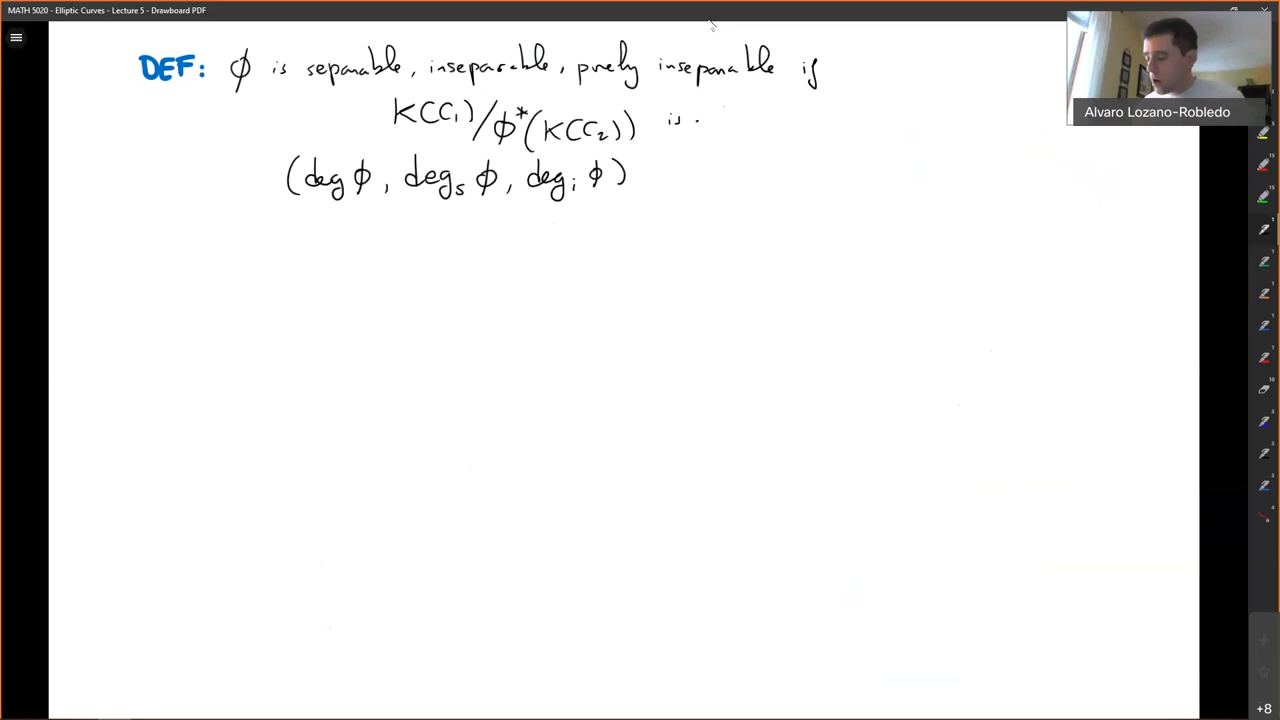 MATH 5020 - Elliptic Curves - Lecture 5 - Drawboard PDF
DEF: ϕ is separable, inseparable, purely inseparable if
K(C₁)/ϕ*(K(C₂)) is.
(deg ϕ, degₛ ϕ, degᵢ ϕ)
Alvaro Lozano-Robledo
+8